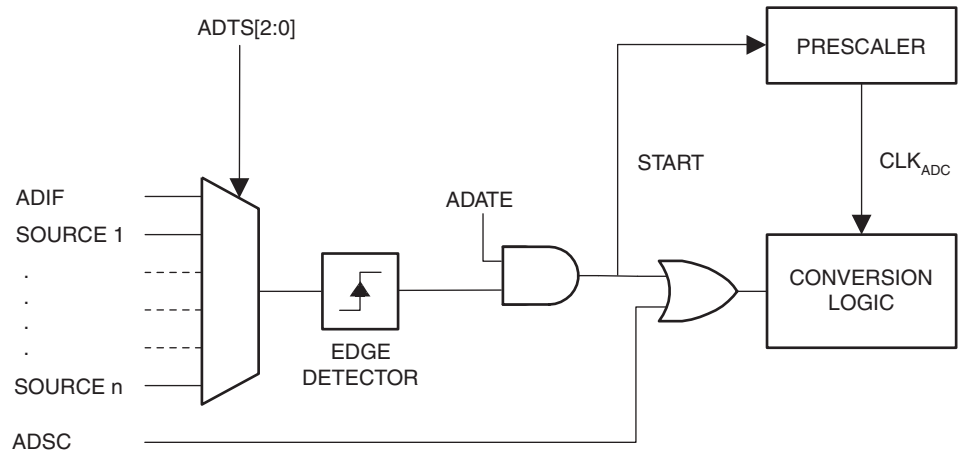 ADTS[2:0]
PRESCALER
START
CLKADC
ADIF
ADATE
SOURCE 1
.
.
.
.
CONVERSION
LOGIC
EDGE
DETECTOR
SOURCE n
ADSC